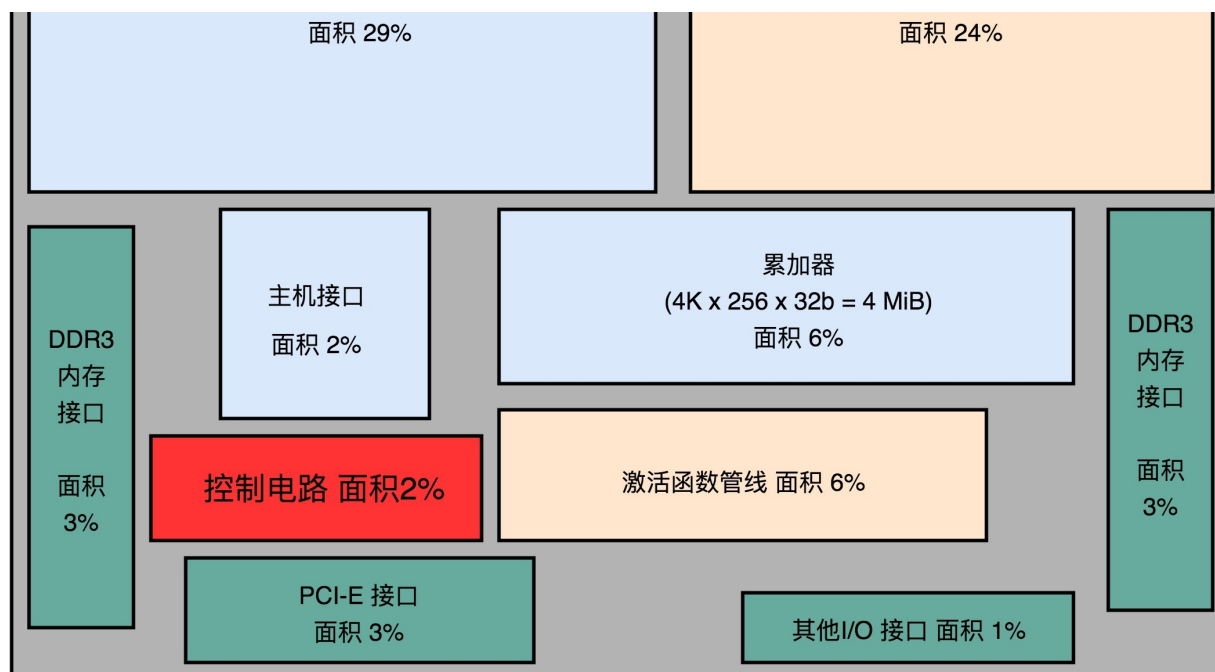 面积 29%
面积 24%
主机接口
面积 2%
累加器
(4K x 256 x 32b = 4 MiB)
面积 6%
DDR3
内存
接口
面积
3%
DDR3
内存
接口
面积
3%
控制电路 面积2%
激活函数管线 面积 6%
PCI-E 接口
面积 3%
其他I/O 接口 面积 1%